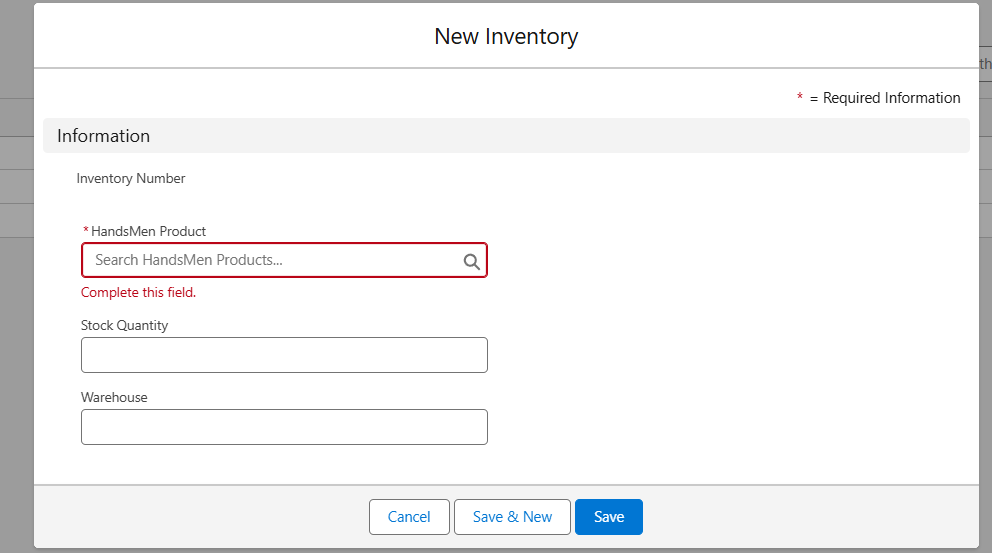 New Inventory
th
* = Required Information
Information
Inventory Number
* HandsMen Product
Search HandsMen Products...
Complete this field.
Stock Quantity
Warehouse
Cancel
Save & New
Save